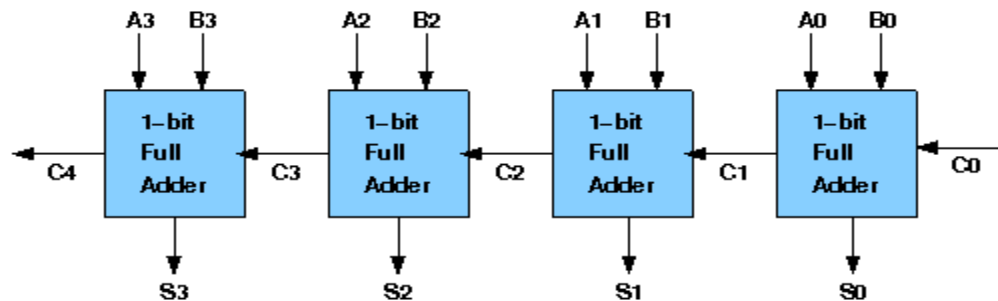 A3 B3 A2 B2 A1 B1 A0 B0
1-bit 1-bit 1-bit 1-bit
Full Full Full Full
C4 C3 C2 C1 C0
Adder Adder Adder Adder
S3 S2 S1 S0